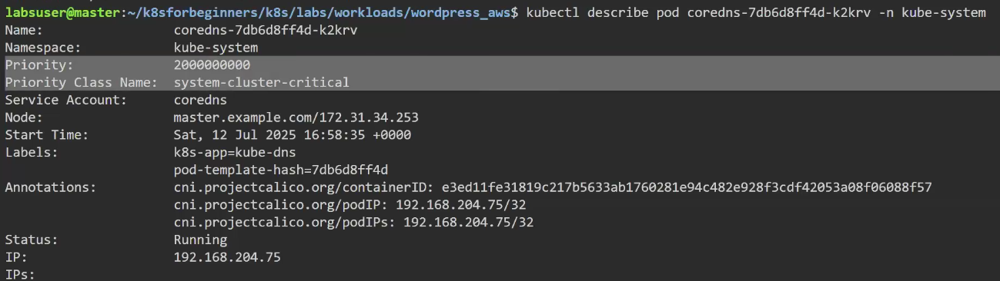 labsuser@master:~/k8sforbeginners/k8s/labs/workloads/wordpress_aws$ kubectl describe pod coredns-7db6d8ff4d-k2krv -n kube-system
Name:                 coredns-7db6d8ff4d-k2krv
Namespace:            kube-system
Priority:             2000000000
Priority Class Name:  system-cluster-critical
Service Account:      coredns
Node:                 master.example.com/172.31.34.253
Start Time:           Sat, 12 Jul 2025 16:58:35 +0000
Labels:               k8s-app=kube-dns
                      pod-template-hash=7db6d8ff4d
Annotations:          cni.projectcalico.org/containerID: e3ed11fe31819c217b5633ab1760281e94c482e928f3cdf42053a08f06088f57
                      cni.projectcalico.org/podIP: 192.168.204.75/32
                      cni.projectcalico.org/podIPs: 192.168.204.75/32
Status:               Running
IP:                   192.168.204.75
IPs: